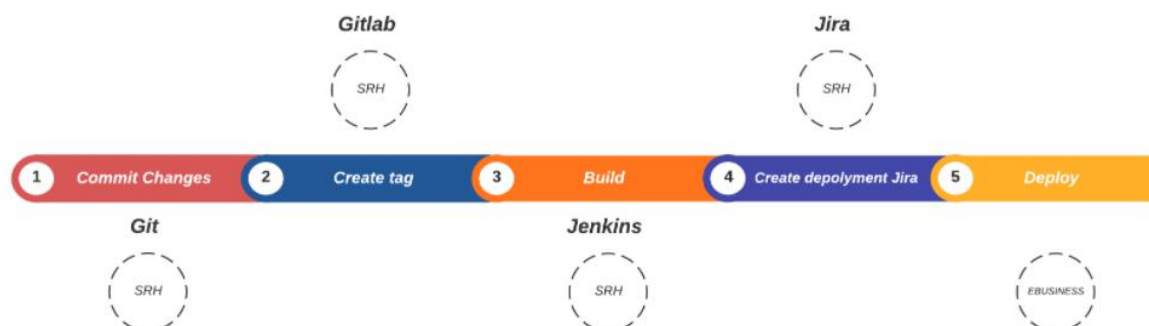 Gitlab
Jira
SRH
SRH
1 Commit Changes 2 Create tag 3 Build 4 Create depolyment Jira 5 Deploy
Git
Jenkins
SRH
SRH
EBUSINESS